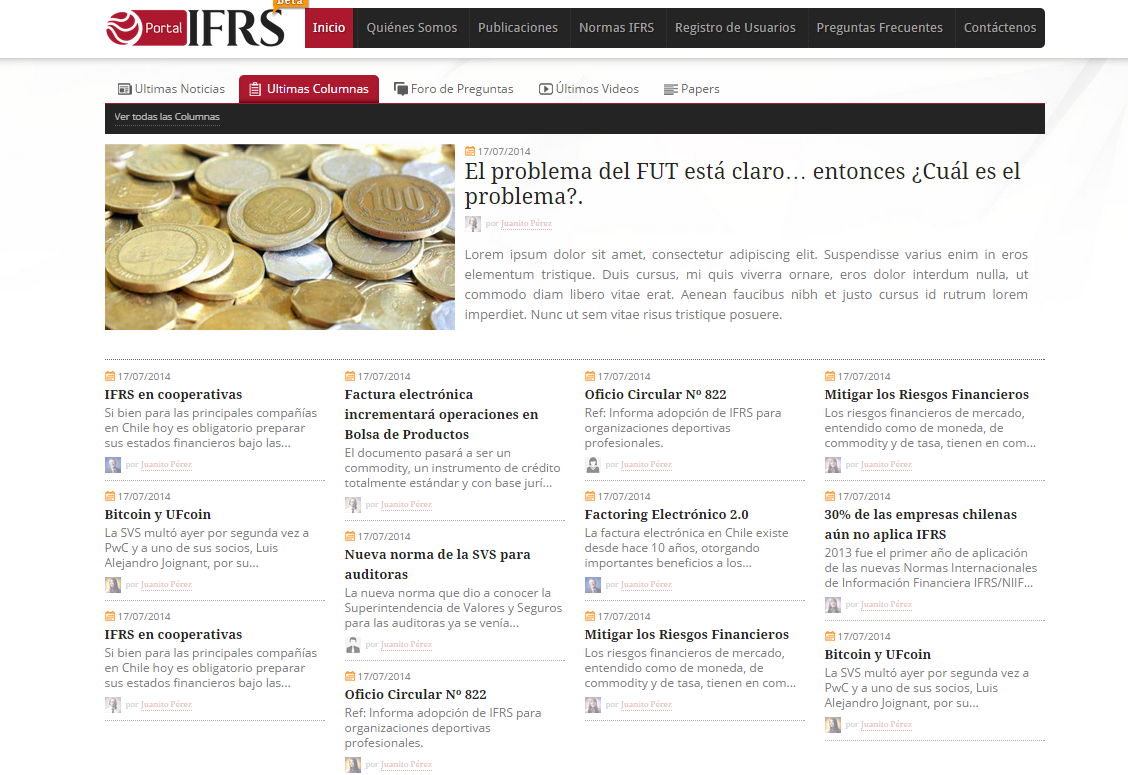 beta
Portal IFRS
Inicio Quiénes Somos Publicaciones Normas IFRS Registro de Usuarios Preguntas Frecuentes Contáctenos
Ultimas Noticias Ultimas Columnas Foro de Preguntas Últimos Videos Papers
Ver todas las Columnas
17/07/2014
El problema del FUT está claro… entonces ¿Cuál es el
problema?.
por Juanito Pérez
Lorem ipsum dolor sit amet, consectetur adipiscing elit. Suspendisse varius enim in eros
elementum tristique. Duis cursus, mi quis viverra ornare, eros dolor interdum nulla, ut
commodo diam libero vitae erat. Aenean faucibus nibh et justo cursus id rutrum lorem
imperdiet. Nunc ut sem vitae risus tristique posuere.
17/07/2014
IFRS en cooperativas
Si bien para las principales compañías
en Chile hoy es obligatorio preparar
sus estados financieros bajo las...
por Juanito Pérez
17/07/2014
Bitcoin y UFcoin
La SVS multó ayer por segunda vez a
PwC y a uno de sus socios, Luis
Alejandro Joignant, por su...
por Juanito Pérez
17/07/2014
IFRS en cooperativas
Si bien para las principales compañías
en Chile hoy es obligatorio preparar
sus estados financieros bajo las...
por Juanito Pérez
17/07/2014
Factura electrónica
incrementará operaciones en
Bolsa de Productos
El documento pasará a ser un
commodity, un instrumento de crédito
totalmente estándar y con base jurí...
por Juanito Pérez
17/07/2014
Nueva norma de la SVS para
auditoras
La nueva norma que dio a conocer la
Superintendencia de Valores y Seguros
para las auditoras ya se venía...
por Juanito Pérez
17/07/2014
Oficio Circular Nº 822
Ref: Informa adopción de IFRS para
organizaciones deportivas
profesionales.
por Juanito Pérez
17/07/2014
Oficio Circular Nº 822
Ref: Informa adopción de IFRS para
organizaciones deportivas
profesionales.
por Juanito Pérez
17/07/2014
Factoring Electrónico 2.0
La factura electrónica en Chile existe
desde hace 10 años, otorgando
importantes beneficios a los...
por Juanito Pérez
17/07/2014
Mitigar los Riesgos Financieros
Los riesgos financieros de mercado,
entendido como de moneda, de
commodity y de tasa, tienen en com...
por Juanito Pérez
17/07/2014
Mitigar los Riesgos Financieros
Los riesgos financieros de mercado,
entendido como de moneda, de
commodity y de tasa, tienen en com...
por Juanito Pérez
17/07/2014
30% de las empresas chilenas
aún no aplica IFRS
2013 fue el primer año de aplicación
de las nuevas Normas Internacionales
de Información Financiera IFRS/NIIF...
por Juanito Pérez
17/07/2014
Bitcoin y UFcoin
La SVS multó ayer por segunda vez a
PwC y a uno de sus socios, Luis
Alejandro Joignant, por su...
por Juanito Pérez
100
100